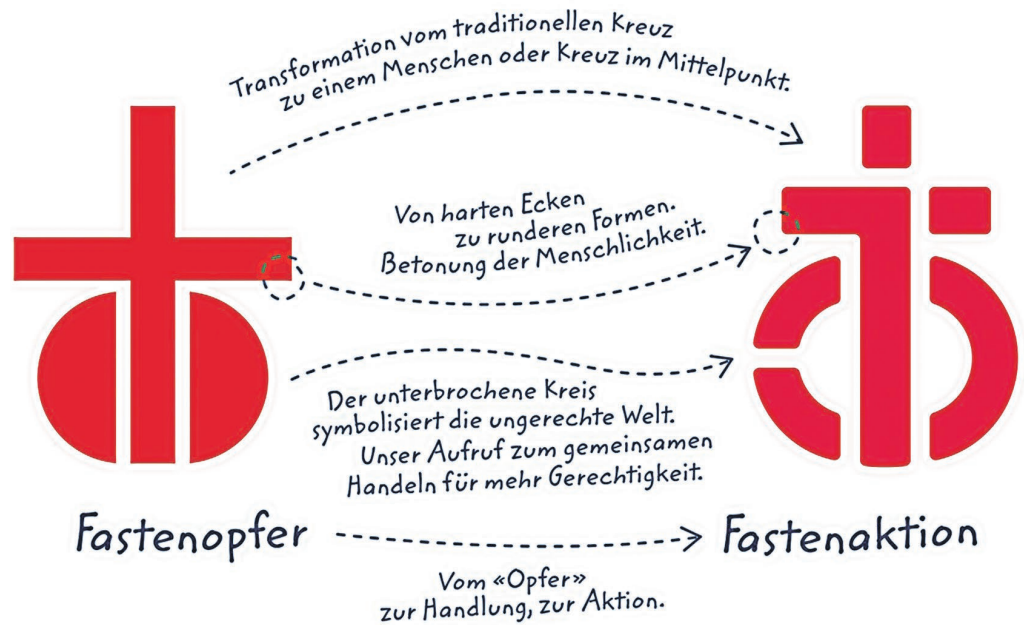 Transformation vom traditionellen Kreuz
zu einem Menschen oder Kreuz im Mittelpunkt.
Von harten Ecken
zu runderen Formen.
Betonung der Menschlichkeit.
Der unterbrochene Kreis
symbolisiert die ungerechte Welt.
Unser Aufruf zum gemeinsamen
Handeln für mehr Gerechtigkeit.
Fastenopfer
Fastenaktion
Vom «Opfer»
zur Handlung, zur Aktion.